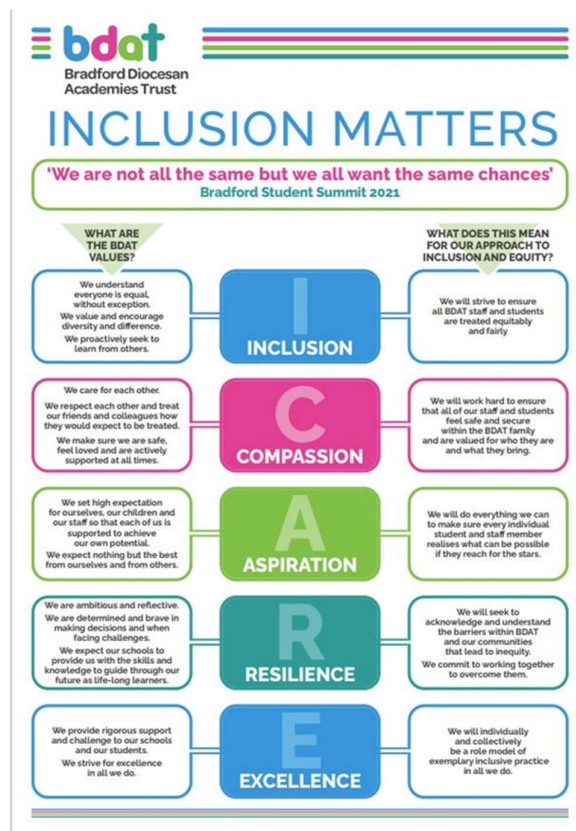 bdat
Bradford Diocesan
Academies Trust
INCLUSION MATTERS
'We are not all the same but we all want the same chances'
Bradford Student Summit 2021
WHAT ARE
THE BDAT
VALUES?
WHAT DOES THIS MEAN
FOR OUR APPROACH TO
INCLUSION AND EQUITY?
We understand
everyone is equal,
without exception.
We value and encourage
diversity and difference.
We proactively seek to
learn from others.
I
INCLUSION
We will strive to ensure
all BDAT staff and students
are treated equitably
and fairly
We care for each other.
We respect each other and treat
our friends and colleagues how
they would expect to be treated.
We make sure we are safe,
feel loved and are actively
supported at all times.
C
COMPASSION
We will work hard to ensure
that all of our staff and students
feel safe and secure
within the BDAT family
and are valued for who they are
and what they bring.
We set high expectation
for ourselves, our children and
our staff so that each of us is
supported to achieve
our own potential.
We expect nothing but the best
from ourselves and from others.
A
ASPIRATION
We will do everything we can
to make sure every individual
student and staff member
realises what can be possible
if they reach for the stars.
We are ambitious and reflective.
We are determined and brave in
making decisions and when
facing challenges.
We expect our schools to
provide us with the skills and
knowledge to guide through our
future as life-long learners.
R
RESILIENCE
We will seek to
acknowledge and understand
the barriers within BDAT
and our communities
that lead to inequity.
We commit to working together
to overcome them.
We provide rigorous support
and challenge to our schools
and our students.
We strive for excellence
in all we do.
E
EXCELLENCE
We will individually
and collectively
be a role model of
exemplary inclusive practice
in all we do.